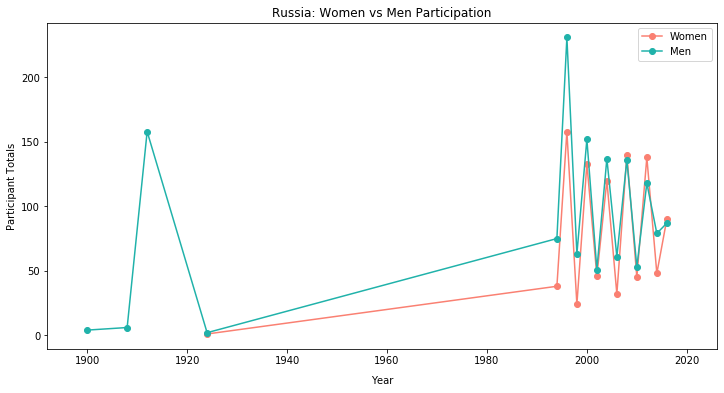 Russia: Women vs Men Participation
Women
Men
Participant Totals
200
150
100
50
0
1900
1920
1940
1960
1980
2000
2020
Year